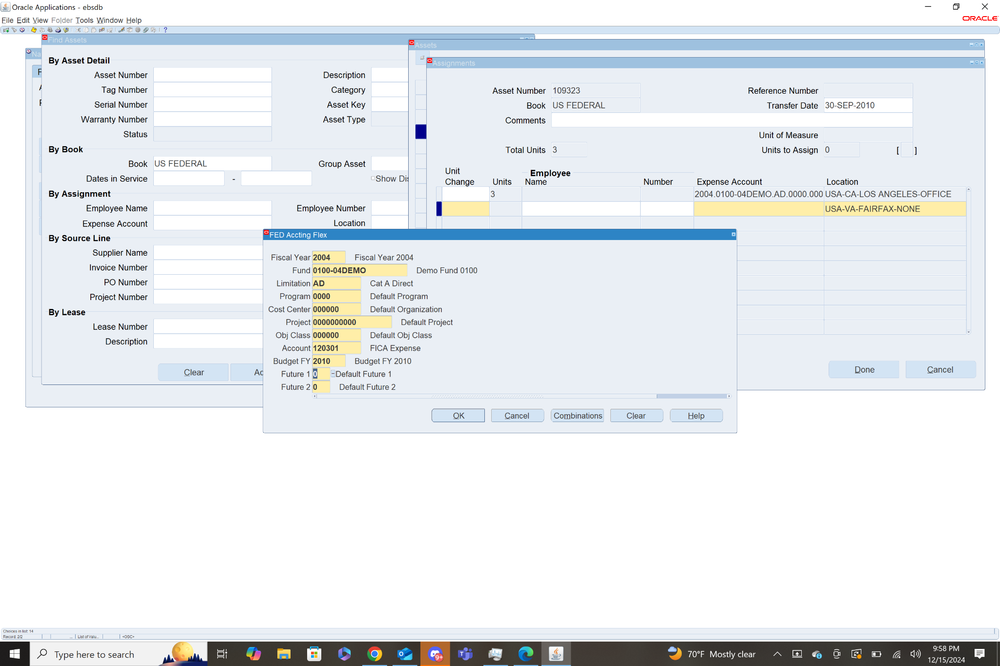 Oracle Applications - ebsdb
File Edit View Folder Tools Window Help
ORACLE
Find Assets
By Asset Detail
Asset Number
Description
Tag Number
Category
Serial Number
Asset Key
Warranty Number
Asset Type
Status
By Book
Book US FEDERAL
Group Asset
Dates in Service -
By Assignment
Employee Name
Employee Number
Expense Account
Location
By Source Line
Supplier Name
Invoice Number
PO Number
Project Number
By Lease
Lease Number
Description
Clear
Assets
Assignments
Asset Number 109323
Reference Number
Book US FEDERAL
Transfer Date 30-SEP-2010
Comments
Unit of Measure
Total Units 3
Units to Assign 0 [ ]
Unit Change Units
Employee
Name Number Expense Account Location
3 2004.0100-04DEMO.AD.0000.000 USA-CA-LOS ANGELES-OFFICE
USA-VA-FAIRFAX-NONE
Done Cancel
FED Accting Flex
Fiscal Year 2004 Fiscal Year 2004
Fund 0100-04DEMO Demo Fund 0100
Limitation AD Cat A Direct
Program 0000 Default Program
Cost Center 000000 Default Organization
Project 0000000000 Default Project
Obj Class 000000 Default Obj Class
Account 120301 FICA Expense
Budget FY 2010 Budget FY 2010
Future 1 0 Default Future 1
Future 2 0 Default Future 2
OK Cancel Combinations Clear Help
Choices in list: 14
Record: 2/2 ... List of Valu... <OSC>
Type here to search
9+
70°F Mostly clear
9:58 PM
12/15/2024